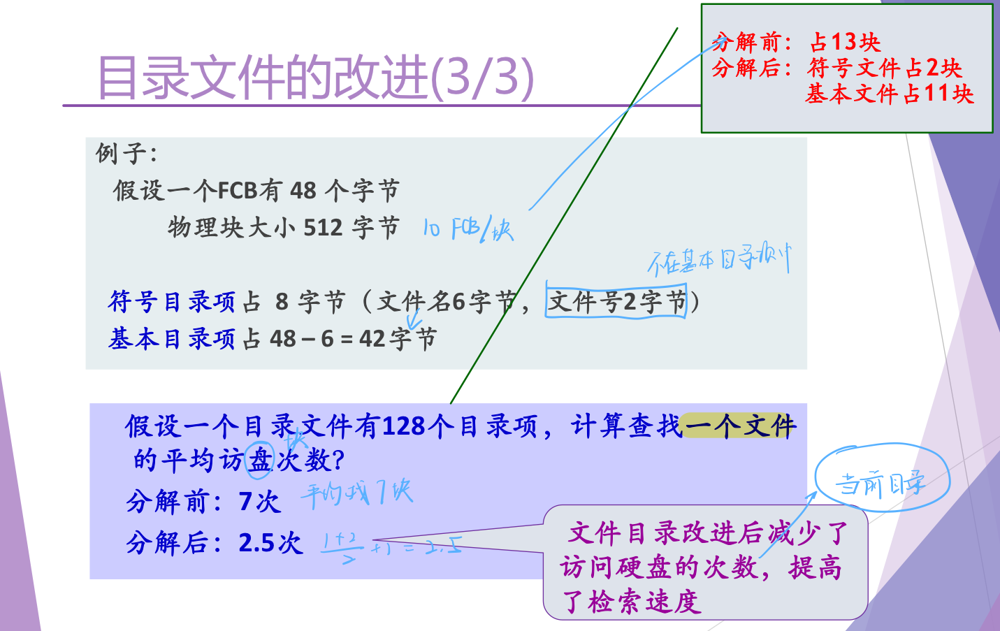 目录文件的改进(3/3)
分解前：占13块
分解后：符号文件占2块
基本文件占11块
例子：
假设一个FCB有 48 个字节
物理块大小 512 字节
10 FCB/块
不在基本目录项中
符号目录项占 8 字节（文件名6字节，文件号2字节）
基本目录项占 48 – 6 = 42字节
假设一个目录文件有128个目录项，计算查找一个文件
块
的平均访盘次数?
分解前：7次
平均找7块
分解后：2.5次
1+2/2 +1 = 2.5
当前目录
文件目录改进后减少了
访问硬盘的次数，提高
了检索速度